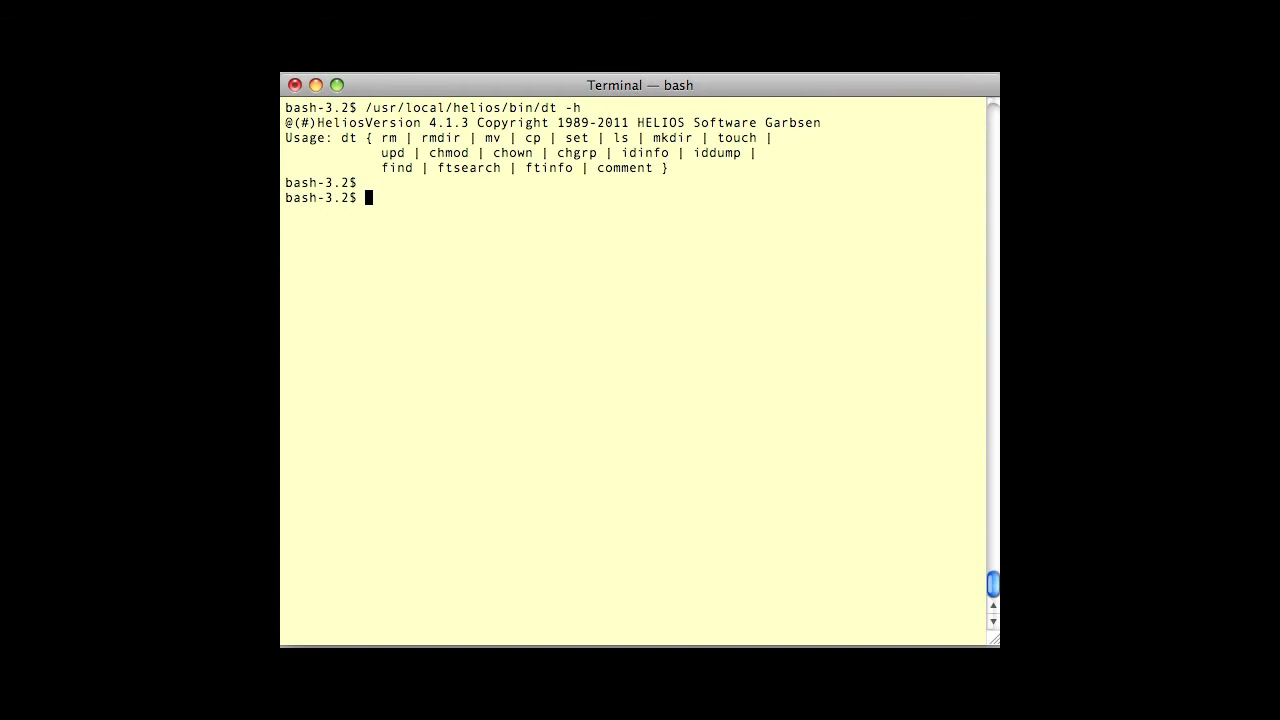 Terminal — bash
bash-3.2$ /usr/local/helios/bin/dt -h
@(#)HeliosVersion 4.1.3 Copyright 1989-2011 HELIOS Software Garbsen
Usage: dt { rm | rmdir | mv | cp | set | ls | mkdir | touch |
            upd | chmod | chown | chgrp | idinfo | iddump |
            find | ftsearch | ftinfo | comment }
bash-3.2$
bash-3.2$